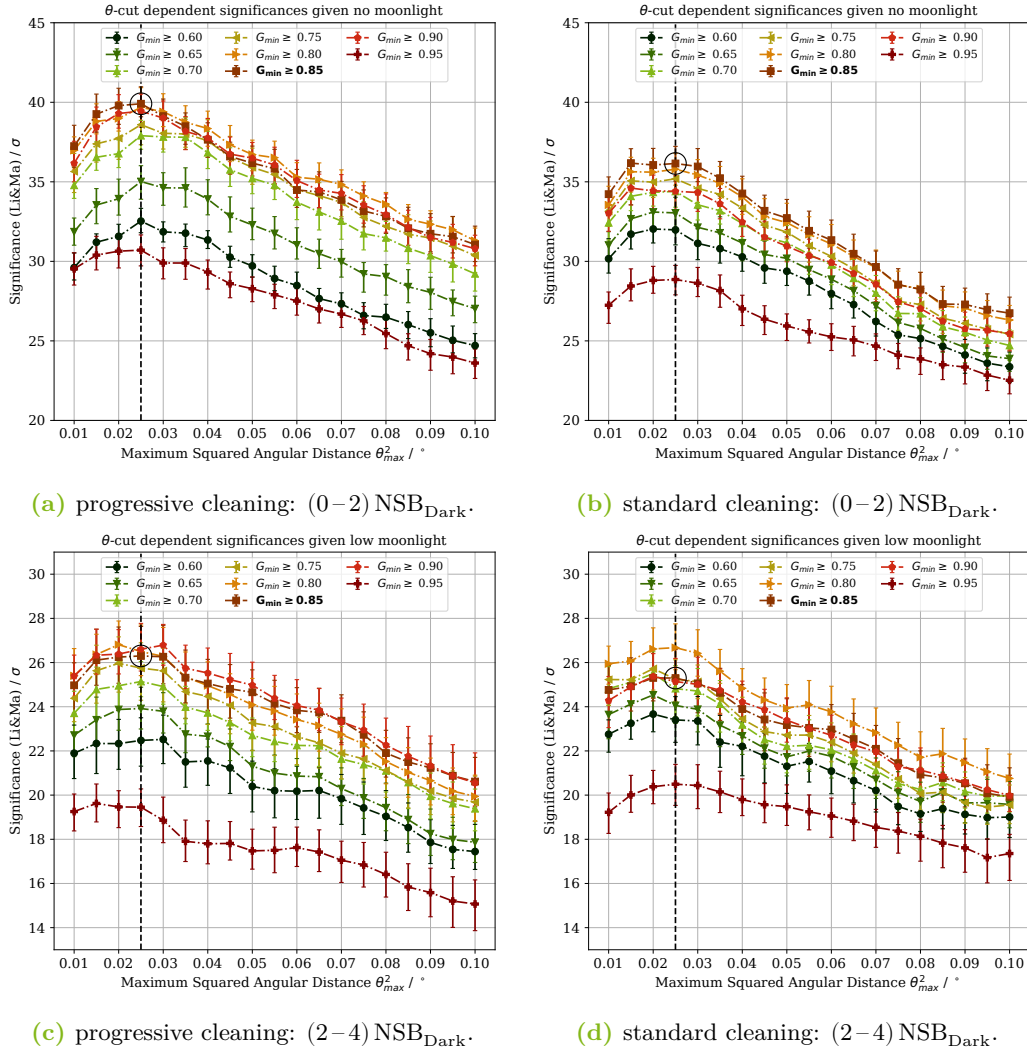 θ-cut dependent significances given no moonlight
G_min ≥ 0.60
G_min ≥ 0.65
G_min ≥ 0.70
G_min ≥ 0.75
G_min ≥ 0.80
G_min ≥ 0.85
G_min ≥ 0.90
G_min ≥ 0.95
Significance (Li&Ma) / σ
45
40
35
30
25
20
0.01 0.02 0.03 0.04 0.05 0.06 0.07 0.08 0.09 0.10
Maximum Squared Angular Distance θ²_max / °
(a) progressive cleaning: (0–2) NSB_Dark.
θ-cut dependent significances given no moonlight
G_min ≥ 0.60
G_min ≥ 0.65
G_min ≥ 0.70
G_min ≥ 0.75
G_min ≥ 0.80
G_min ≥ 0.85
G_min ≥ 0.90
G_min ≥ 0.95
Significance (Li&Ma) / σ
45
40
35
30
25
20
0.01 0.02 0.03 0.04 0.05 0.06 0.07 0.08 0.09 0.10
Maximum Squared Angular Distance θ²_max / °
(b) standard cleaning: (0–2) NSB_Dark.
θ-cut dependent significances given low moonlight
G_min ≥ 0.60
G_min ≥ 0.65
G_min ≥ 0.70
G_min ≥ 0.75
G_min ≥ 0.80
G_min ≥ 0.85
G_min ≥ 0.90
G_min ≥ 0.95
Significance (Li&Ma) / σ
30
28
26
24
22
20
18
16
14
0.01 0.02 0.03 0.04 0.05 0.06 0.07 0.08 0.09 0.10
Maximum Squared Angular Distance θ²_max / °
(c) progressive cleaning: (2–4) NSB_Dark.
θ-cut dependent significances given low moonlight
G_min ≥ 0.60
G_min ≥ 0.65
G_min ≥ 0.70
G_min ≥ 0.75
G_min ≥ 0.80
G_min ≥ 0.85
G_min ≥ 0.90
G_min ≥ 0.95
Significance (Li&Ma) / σ
30
28
26
24
22
20
18
16
14
0.01 0.02 0.03 0.04 0.05 0.06 0.07 0.08 0.09 0.10
Maximum Squared Angular Distance θ²_max / °
(d) standard cleaning: (2–4) NSB_Dark.